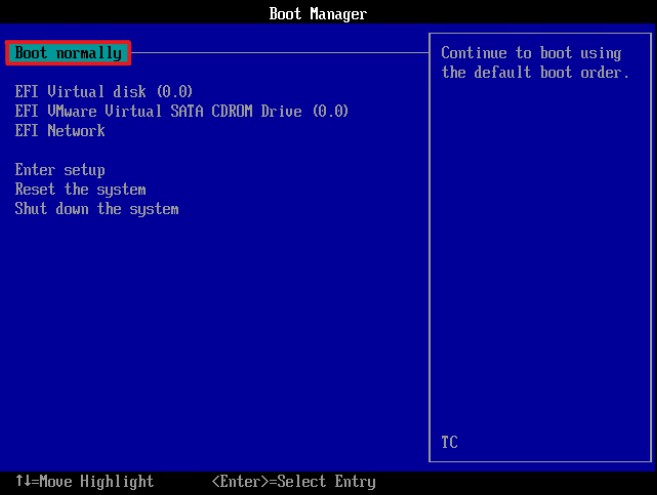 Boot Manager
Boot normally
Continue to boot using
the default boot order.
EFI Virtual disk (0.0)
EFI VMware Virtual SATA CDROM Drive (0.0)
EFI Network
Enter setup
Reset the system
Shut down the system
TC
↑↓=Move Highlight <Enter>=Select Entry